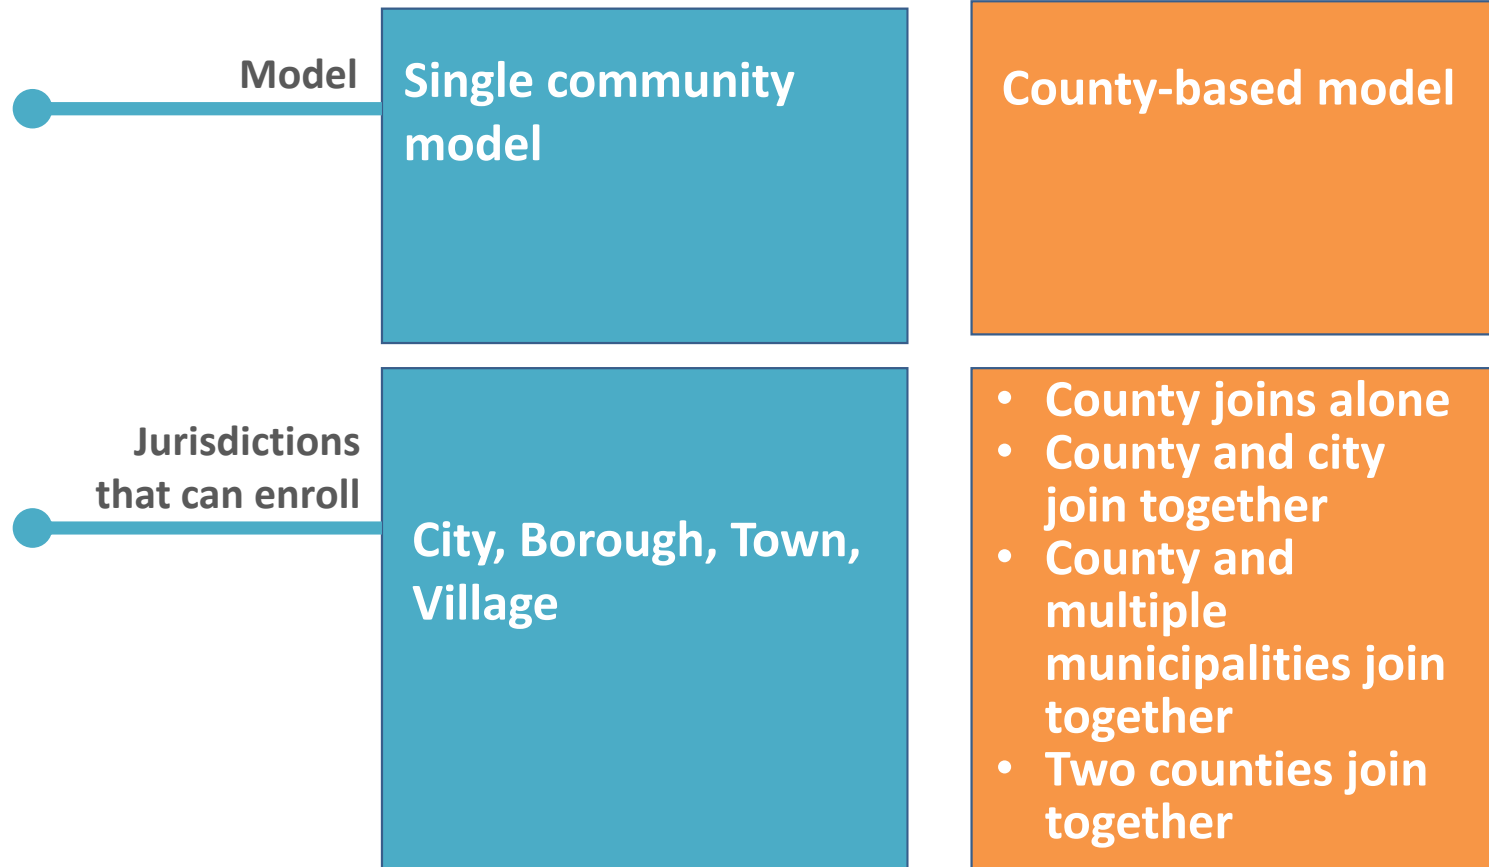 Model
Single community
model
County-based model
Jurisdictions
that can enroll
City, Borough, Town,
Village
• County joins alone
• County and city
join together
• County and
multiple
municipalities join
together
• Two counties join
together